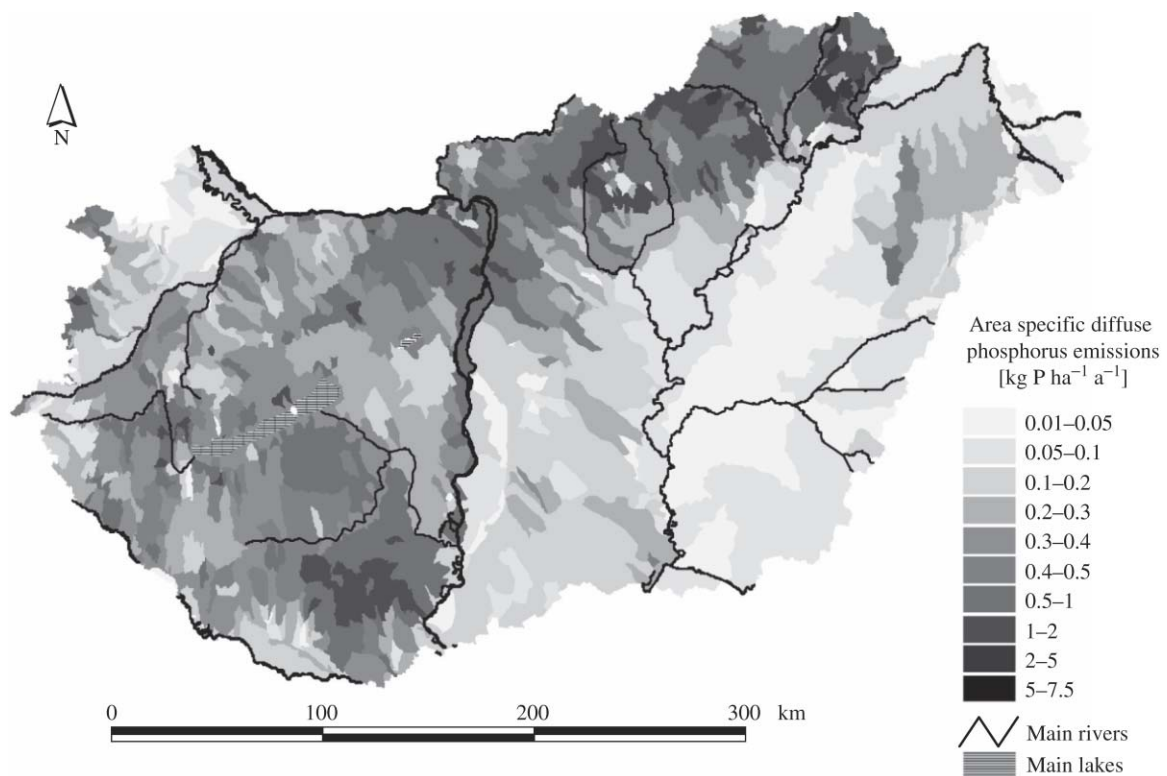 N
Area specific diffuse
phosphorus emissions
[kg P ha⁻¹ a⁻¹]
0.01–0.05
0.05–0.1
0.1–0.2
0.2–0.3
0.3–0.4
0.4–0.5
0.5–1
1–2
2–5
5–7.5
Main rivers
Main lakes
0 100 200 300 km